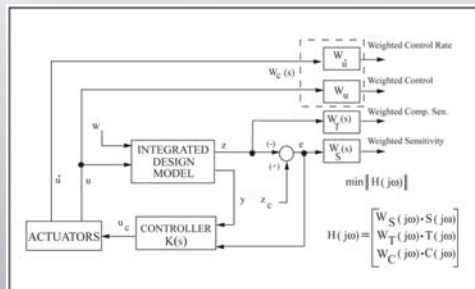 Weighted Control Rate
W u̇
W_c (s)
Weighted Control
W u
Weighted Comp. Sen.
W_T(s)
w
Weighted Sensitivity
INTEGRATED
DESIGN
MODEL
z
(-)
e
W_S(s)
(+)
min‖H(jω)‖
u̇
u
y
z_c
u_c
ACTUATORS
CONTROLLER
K(s)
H(jω)=
W_S(jω)·S(jω)
W_T(jω)·T(jω)
W_C(jω)·C(jω)